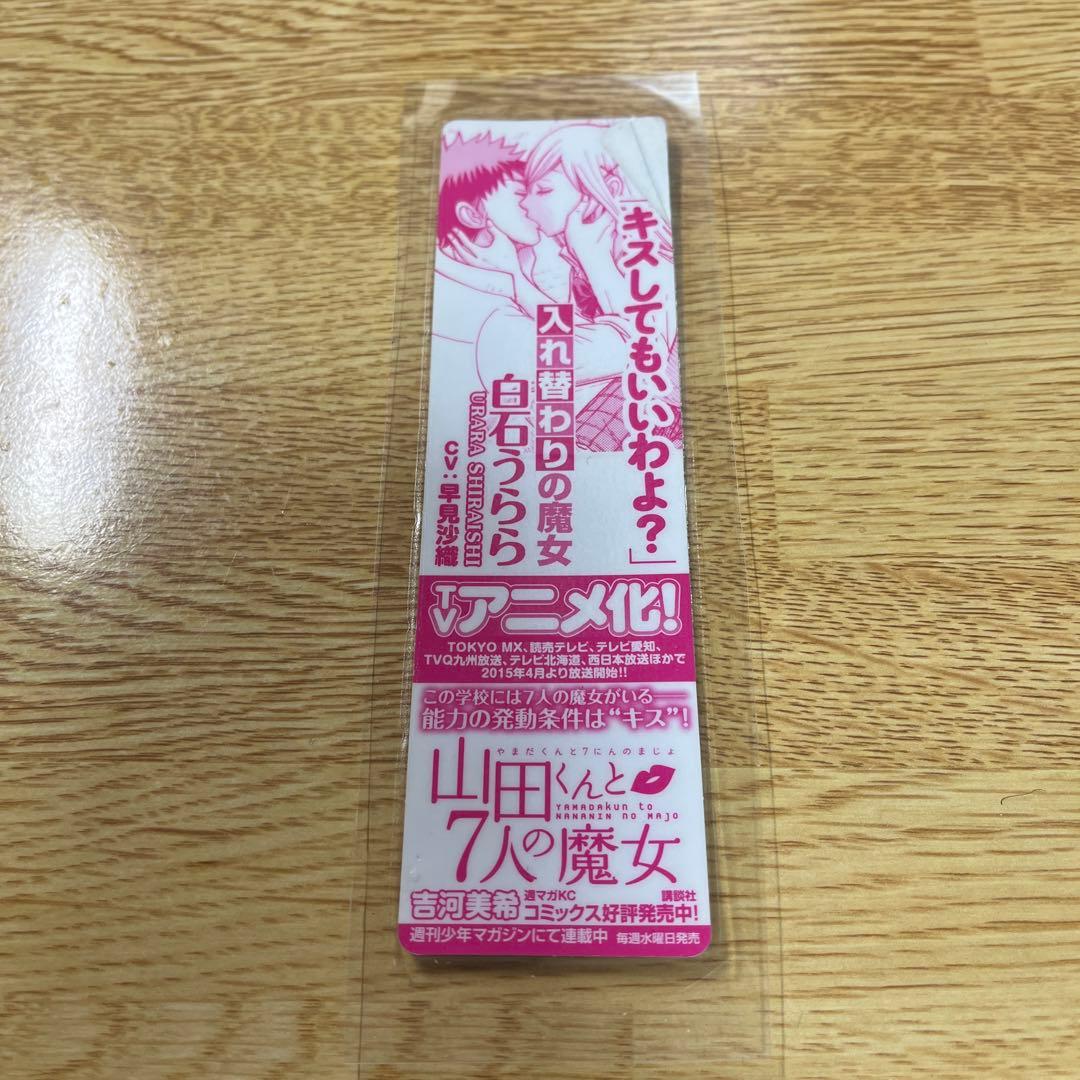 「キスしてもいいわよ?」
入れ替わりの魔女
白石うらら
URARA SHIRAISHI
CV:早見沙織
TVアニメ化!
TOKYO MX、読売テレビ、テレビ愛知、
TVQ九州放送、テレビ北海道、西日本放送ほかで
2015年4月より放送開始!!
この学校には7人の魔女がいる――
能力の発動条件は“キス”!
やまだくんと7にんのまじょ
山田くんと
YAMADAkun to
NANANIN no MAJO
7人の魔女
吉河美希 週マガKC 講談社
コミックス好評発売中!
週刊少年マガジンにて連載中 毎週水曜日発売